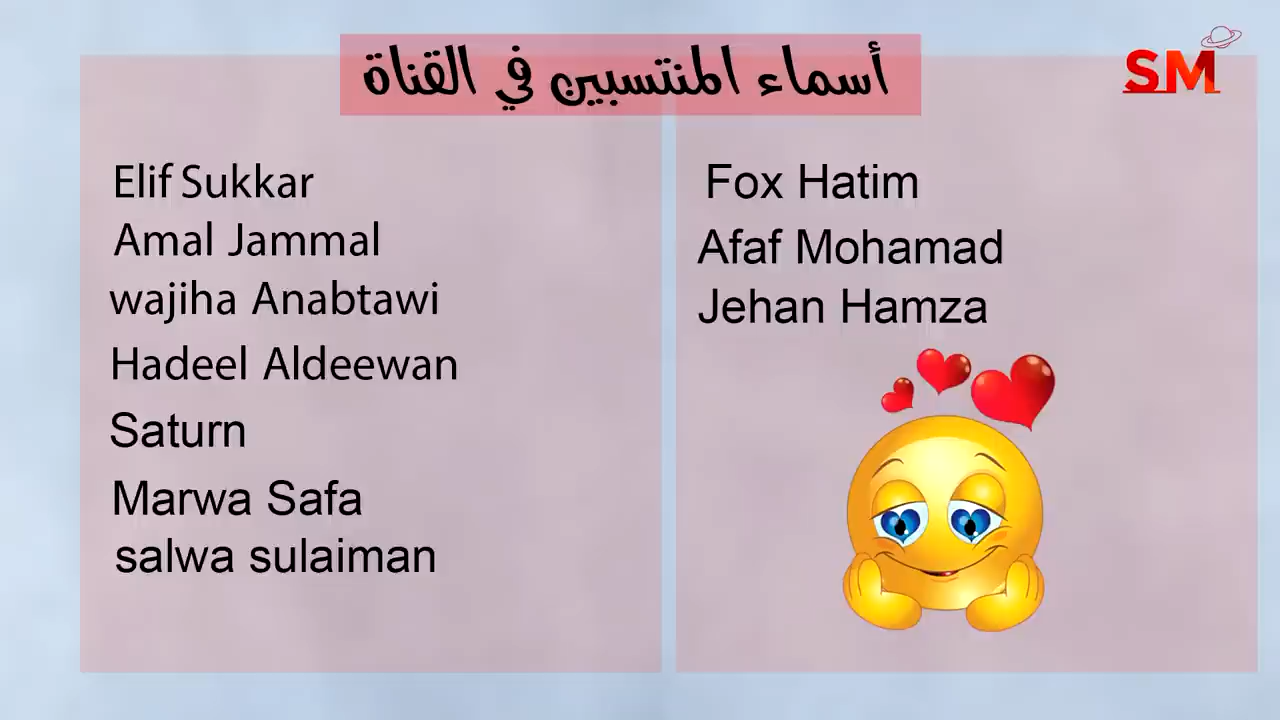 أسماء المنتسبين في القناة
SM
Elif Sukkar
Amal Jammal
wajiha Anabtawi
Hadeel Aldeewan
Saturn
Marwa Safa
salwa sulaiman
Fox Hatim
Afaf Mohamad
Jehan Hamza